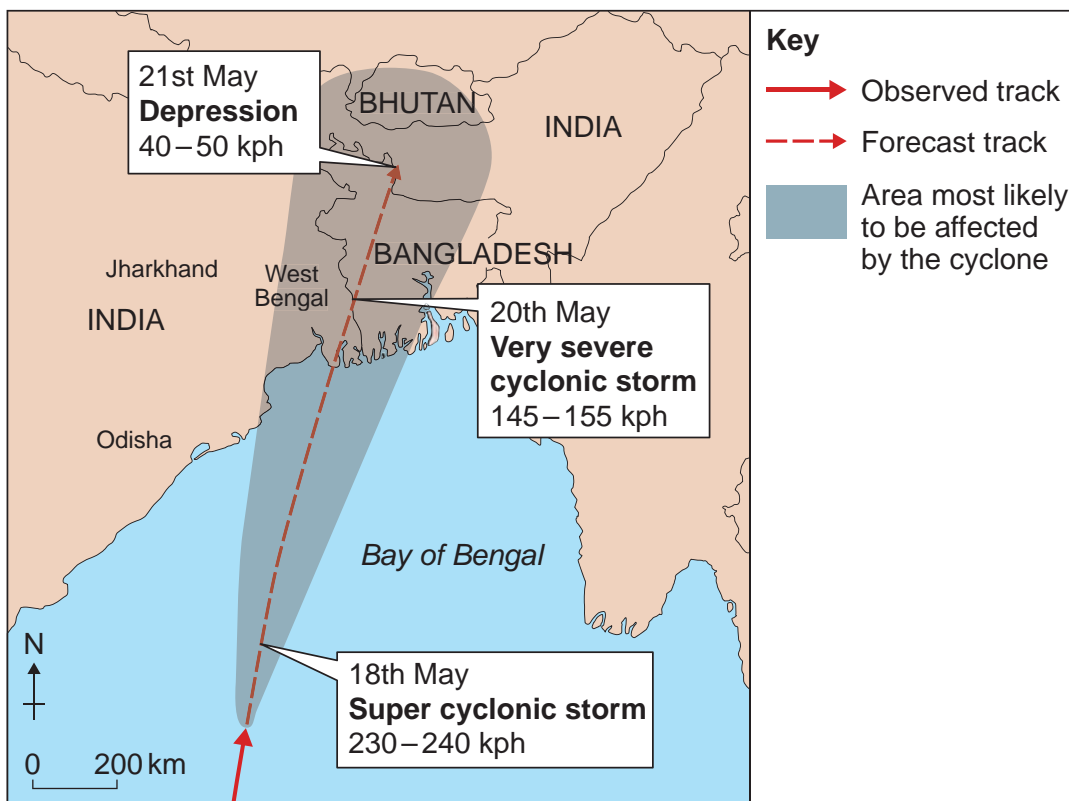 21st May
Depression
40–50 kph
BHUTAN
INDIA
Jharkhand
West
Bengal
BANGLADESH
INDIA
20th May
Very severe
cyclonic storm
145–155 kph
Odisha
Bay of Bengal
N
18th May
Super cyclonic storm
230–240 kph
0 200 km
Key
Observed track
Forecast track
Area most likely
to be affected
by the cyclone